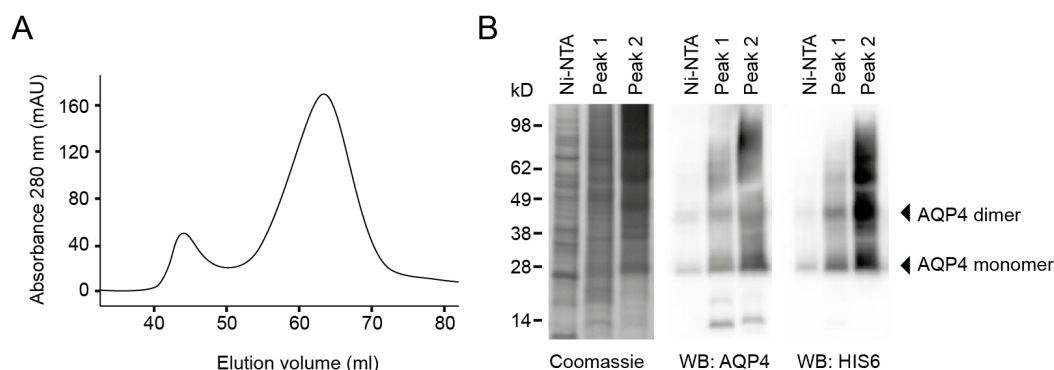 A
Absorbance 280 nm (mAU)
160
120
80
40
0
40 50 60 70 80
Elution volume (ml)
B
Ni-NTA Peak 1 Peak 2 Ni-NTA Peak 1 Peak 2 Ni-NTA Peak 1 Peak 2
kD
98
62
49
38
28
14
AQP4 dimer
AQP4 monomer
Coomassie WB: AQP4 WB: HIS6